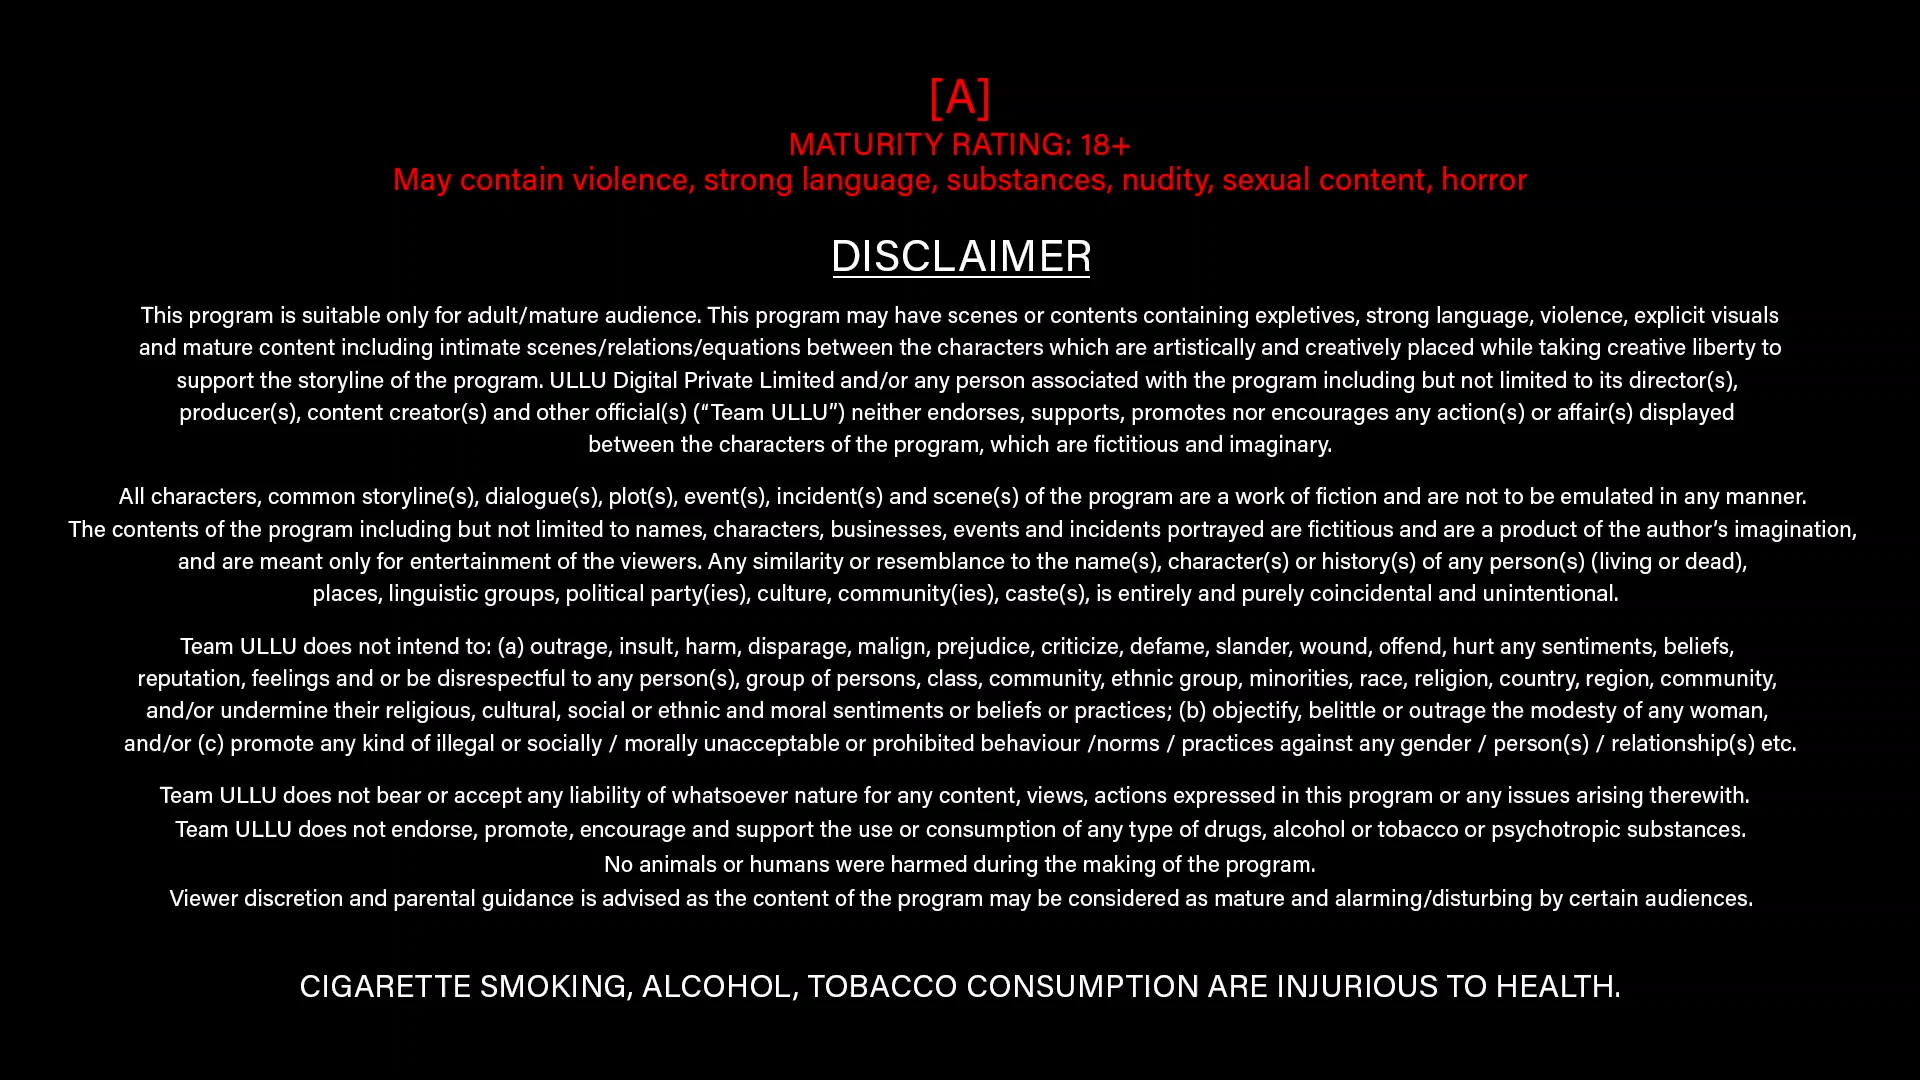 [A]
MATURITY RATING: 18+
May contain violence, strong language, substances, nudity, sexual content, horror
DISCLAIMER
This program is suitable only for adult/mature audience. This program may have scenes or contents containing expletives, strong language, violence, explicit visuals
and mature content including intimate scenes/relations/equations between the characters which are artistically and creatively placed while taking creative liberty to
support the storyline of the program. ULLU Digital Private Limited and/or any person associated with the program including but not limited to its director(s),
producer(s), content creator(s) and other official(s) (“Team ULLU”) neither endorses, supports, promotes nor encourages any action(s) or affair(s) displayed
between the characters of the program, which are fictitious and imaginary.
All characters, common storyline(s), dialogue(s), plot(s), event(s), incident(s) and scene(s) of the program are a work of fiction and are not to be emulated in any manner.
The contents of the program including but not limited to names, characters, businesses, events and incidents portrayed are fictitious and are a product of the author’s imagination,
and are meant only for entertainment of the viewers. Any similarity or resemblance to the name(s), character(s) or history(s) of any person(s) (living or dead),
places, linguistic groups, political party(ies), culture, community(ies), caste(s), is entirely and purely coincidental and unintentional.
Team ULLU does not intend to: (a) outrage, insult, harm, disparage, malign, prejudice, criticize, defame, slander, wound, offend, hurt any sentiments, beliefs,
reputation, feelings and or be disrespectful to any person(s), group of persons, class, community, ethnic group, minorities, race, religion, country, region, community,
and/or undermine their religious, cultural, social or ethnic and moral sentiments or beliefs or practices; (b) objectify, belittle or outrage the modesty of any woman,
and/or (c) promote any kind of illegal or socially / morally unacceptable or prohibited behaviour /norms / practices against any gender / person(s) / relationship(s) etc.
Team ULLU does not bear or accept any liability of whatsoever nature for any content, views, actions expressed in this program or any issues arising therewith.
Team ULLU does not endorse, promote, encourage and support the use or consumption of any type of drugs, alcohol or tobacco or psychotropic substances.
No animals or humans were harmed during the making of the program.
Viewer discretion and parental guidance is advised as the content of the program may be considered as mature and alarming/disturbing by certain audiences.
CIGARETTE SMOKING, ALCOHOL, TOBACCO CONSUMPTION ARE INJURIOUS TO HEALTH.